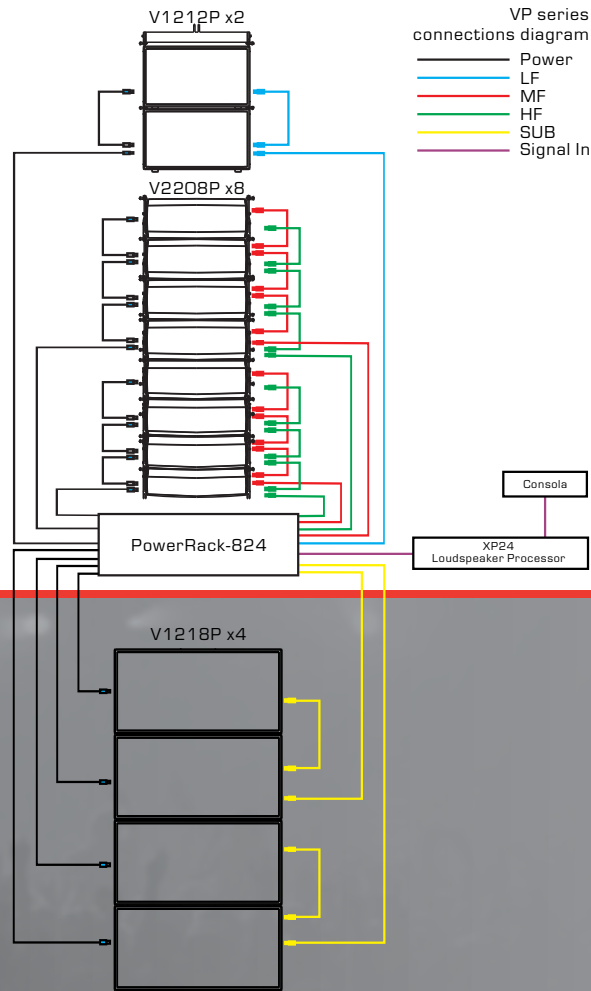 V1212P x2
VP series
connections diagram
Power
LF
MF
HF
SUB
Signal In
V2208P x8
Consola
PowerRack-824
XP24
Loudspeaker Processor
V1218P x4